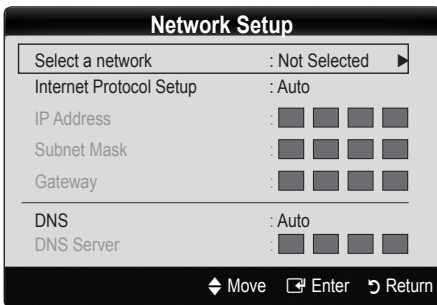 Network Setup
Select a network : Not Selected ▶
Internet Protocol Setup : Auto
IP Address :
Subnet Mask :
Gateway :
DNS : Auto
DNS Server :
Move Enter Return